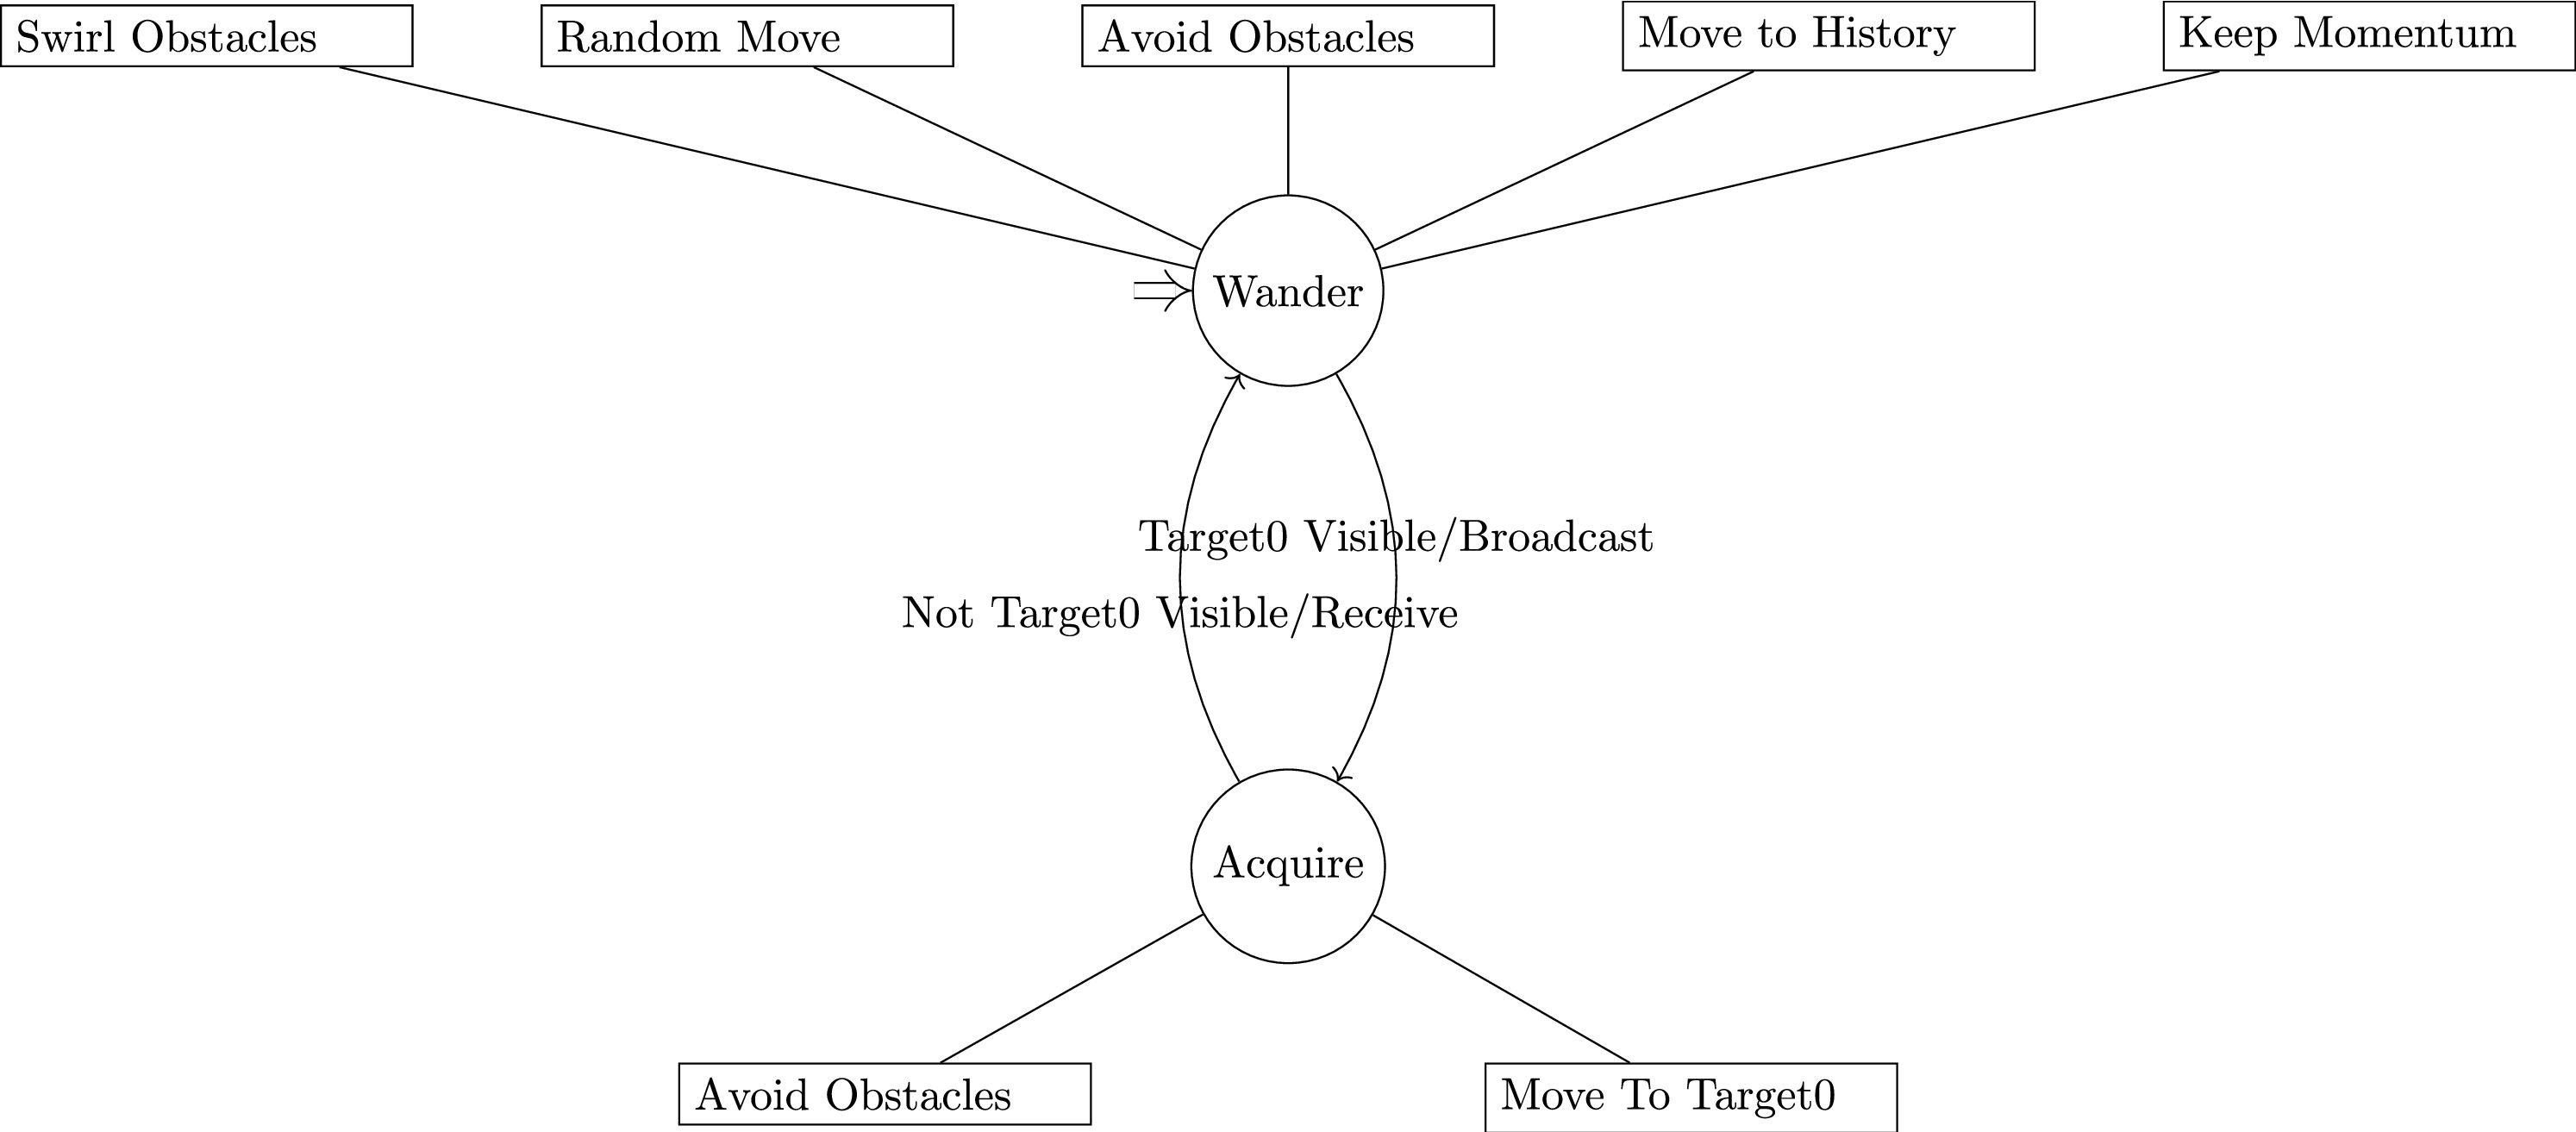 Swirl Obstacles
Random Move
Avoid Obstacles
Move to History
Keep Momentum
Wander
Target0 Visible/Broadcast
Not Target0 Visible/Receive
Acquire
Avoid Obstacles
Move To Target0